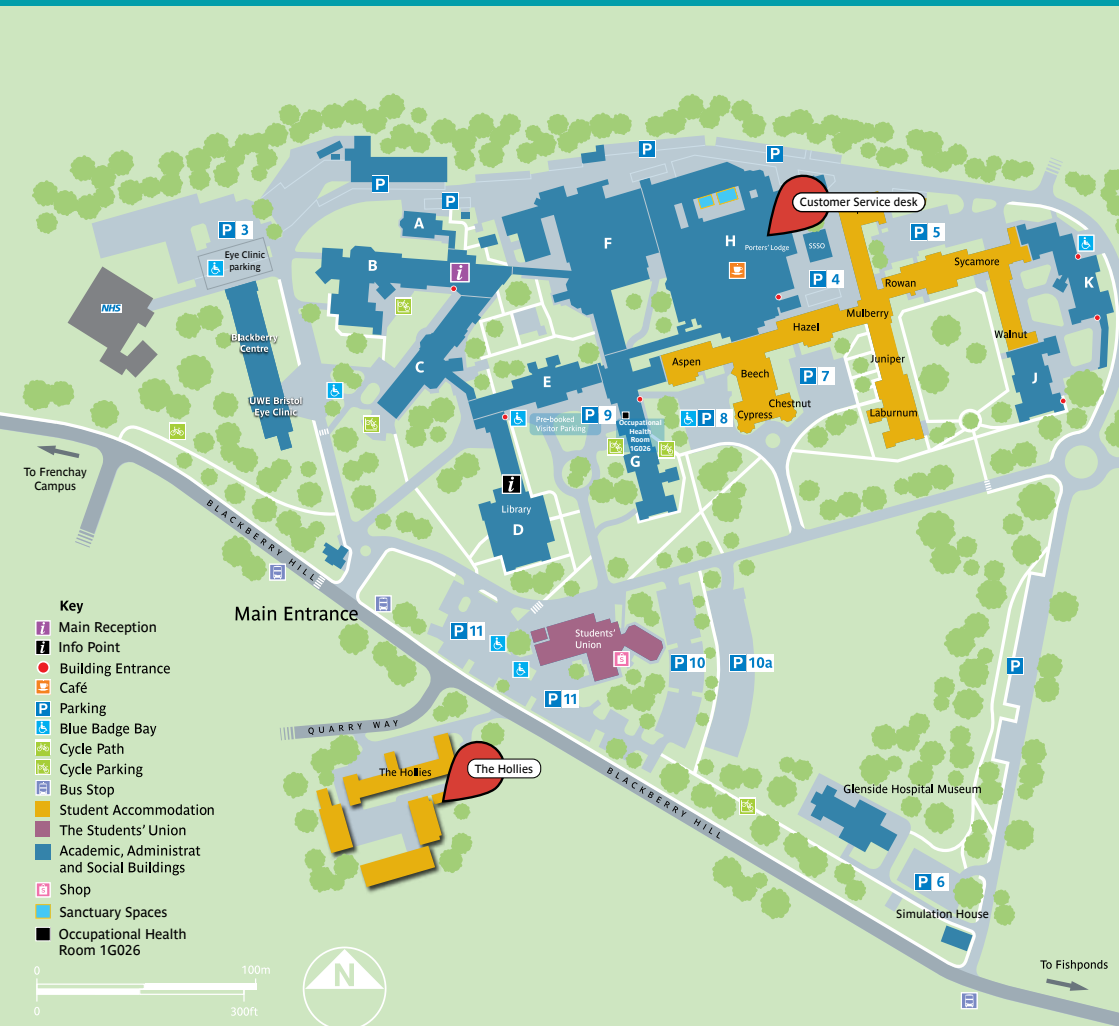 P
P
Customer Service desk
P
P
A
P 3
F
H
Porters' Lodge
SSSO
P 5
Eye Clinic
parking
B
i
Sycamore
K
NHS
P 4
Rowan
Mulberry
Hazel
Walnut
Blackberry
Centre
C
Aspen
Juniper
E
Beech
P 7
J
UWE Bristol
Eye Clinic
Chestnut
Cypress
Laburnum
Pre-booked
Visitor Parking
P 9
P 8
Occupational
Health
Room
1G026
G
To Frenchay
Campus
i
Library
D
BLACKBERRY HILL
Main Entrance
P 11
Students'
Union
S
P 10
P 10a
P
P 11
QUARRY WAY
The Hollies
The Hollies
BLACKBERRY HILL
Glenside Hospital Museum
P 6
Simulation House
To Fishponds
Key
i Main Reception
i Info Point
Building Entrance
Café
P Parking
Blue Badge Bay
Cycle Path
Cycle Parking
Bus Stop
Student Accommodation
The Students' Union
Academic, Administrat
and Social Buildings
S Shop
Sanctuary Spaces
Occupational Health
Room 1G026
0 100m
0 300ft
N